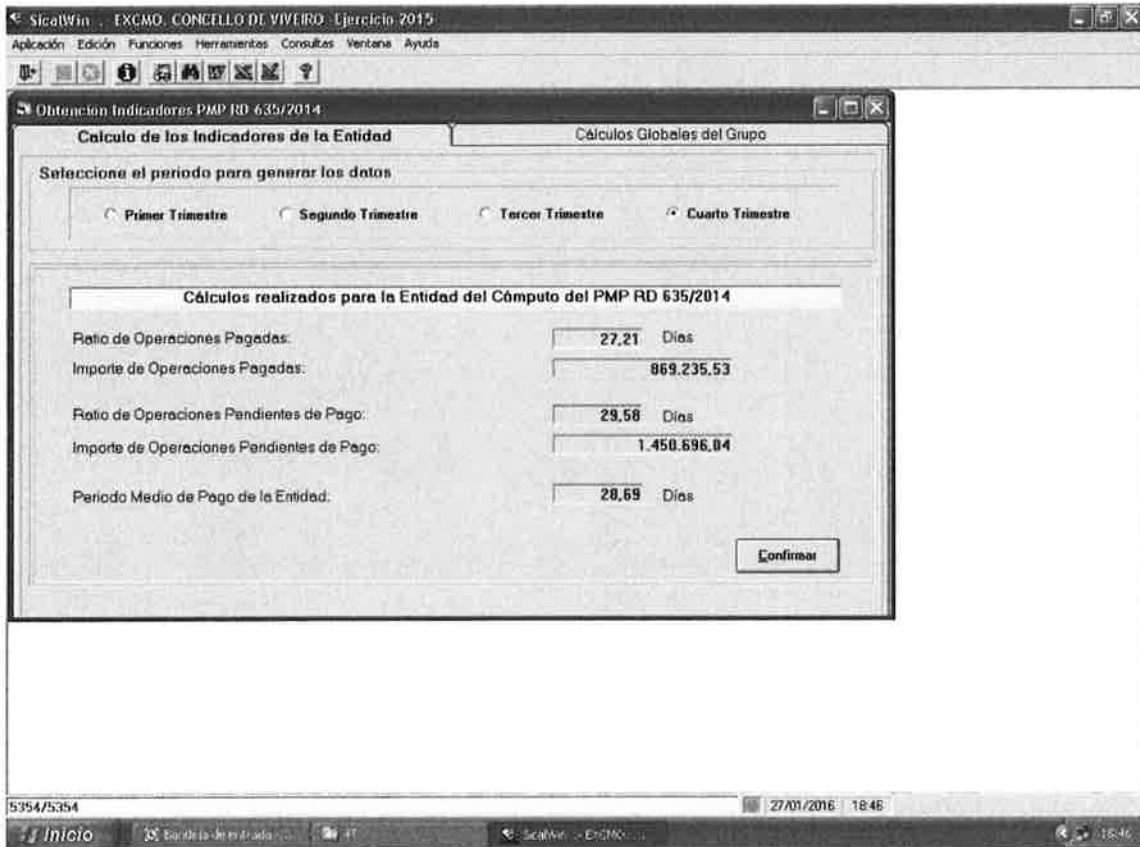 SicalWin . EXCMO. CONCELLO DE VIVEIRO Ejercicio 2015
Aplicación Edición Funciones Herramientas Consultas Ventana Ayuda
Obtención Indicadores PMP RD 635/2014
Calculo de los Indicadores de la Entidad
Cálculos Globales del Grupo
Seleccione el periodo para generar los datos
Primer Trimestre Segundo Trimestre Tercer Trimestre Cuarto Trimestre
Cálculos realizados para la Entidad del Cómputo del PMP RD 635/2014
Ratio de Operaciones Pagadas: 27,21 Días
Importe de Operaciones Pagadas: 869.235,53
Ratio de Operaciones Pendientes de Pago: 29,58 Días
Importe de Operaciones Pendientes de Pago: 1.450.696,04
Periodo Medio de Pago de la Entidad: 28,69 Días
Confirmar
5354/5354 27/01/2016 18:46
Inicio Bandeja de entrada 4T SicalWin .- EXCMO. 18:46